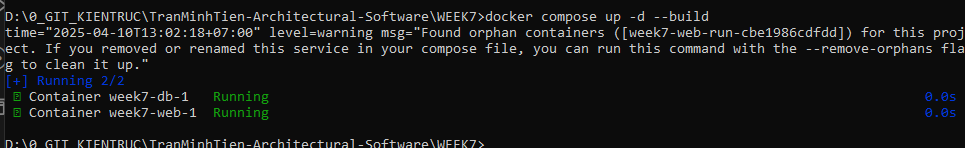 D:\0_GIT_KIENTRUC\TranMinhTien-Architectural-Software\WEEK7>docker compose up -d --build
time="2025-04-10T13:02:18+07:00" level=warning msg="Found orphan containers ([week7-web-run-cbe1986cdfdd]) for this proj
ect. If you removed or renamed this service in your compose file, you can run this command with the --remove-orphans fla
g to clean it up."
[+] Running 2/2
Container week7-db-1 Running 0.0s
Container week7-web-1 Running 0.0s
D:\0_GIT_KIENTRUC\TranMinhTien-Architectural-Software\WEEK7>